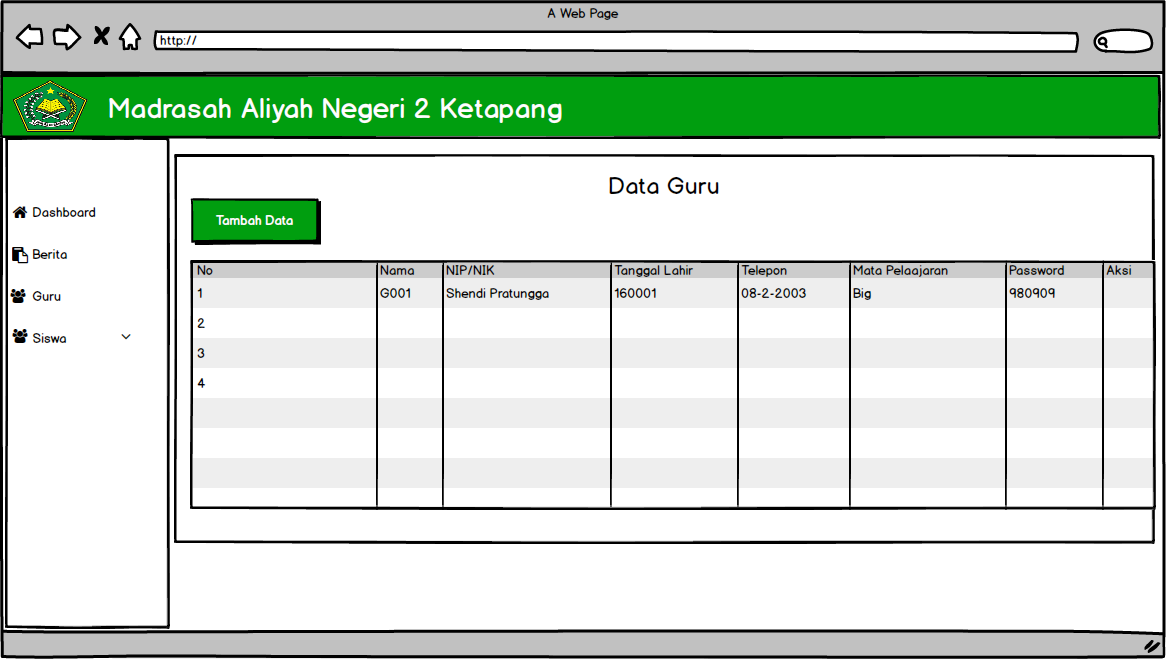 A Web Page
http://
Madrasah Aliyah Negeri 2 Ketapang
Dashboard
Berita
Guru
Siswa
Data Guru
Tambah Data
No Nama NIP/NIK Tanggal Lahir Telepon Mata Pelaajaran Password Aksi
1 G001 Shendi Pratungga 160001 08-2-2003 Big 980909
2
3
4